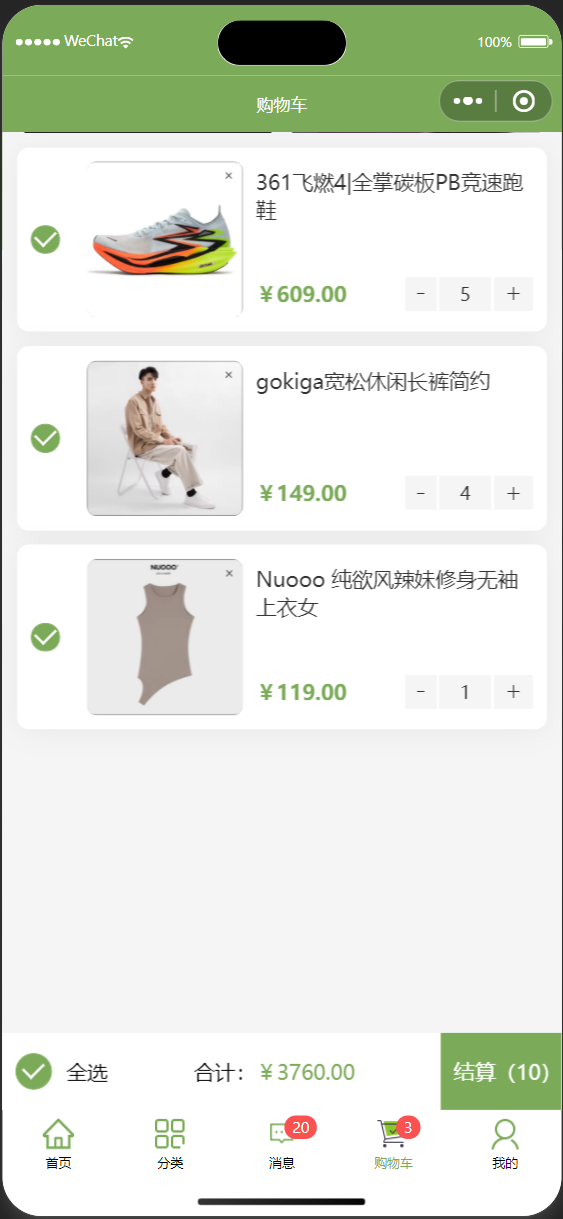 WeChat 100%
购物车
361飞燃4|全掌碳板PB竞速跑
鞋
￥609.00 - 5 +
gokiga宽松休闲长裤简约
￥149.00 - 4 +
NUOOO
Nuooo 纯欲风辣妹修身无袖
上衣女
￥119.00 - 1 +
全选 合计： ￥3760.00 结算（10）
20 3
首页 分类 消息 购物车 我的